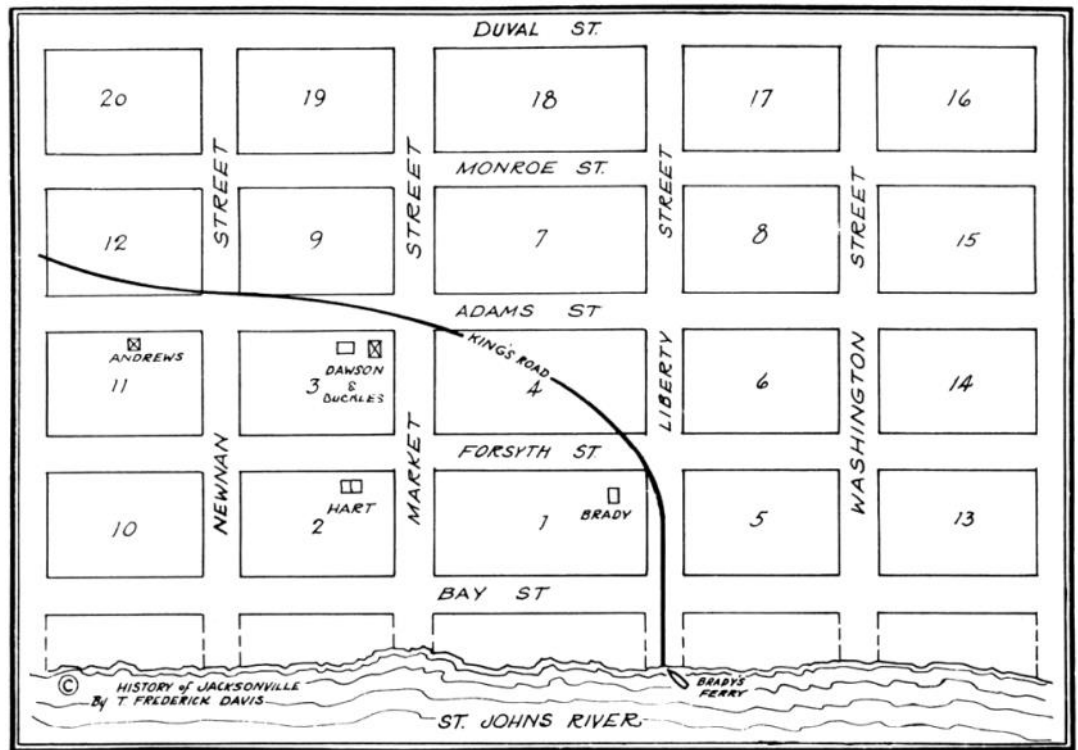 DUVAL ST.
20 19 18 17 16
MONROE ST.
STREET STREET STREET STREET
12 9 7 8 15
ADAMS ST
KING'S ROAD
ANDREWS
11
DAWSON
&
BUCKLES
3
4 6 14
FORSYTH ST.
NEWNAN MARKET LIBERTY WASHINGTON
HART
BRADY
10 2 1 5 13
BAY ST
© HISTORY of JACKSONVILLE
By T FREDERICK DAVIS
BRADY'S
FERRY
ST. JOHNS RIVER